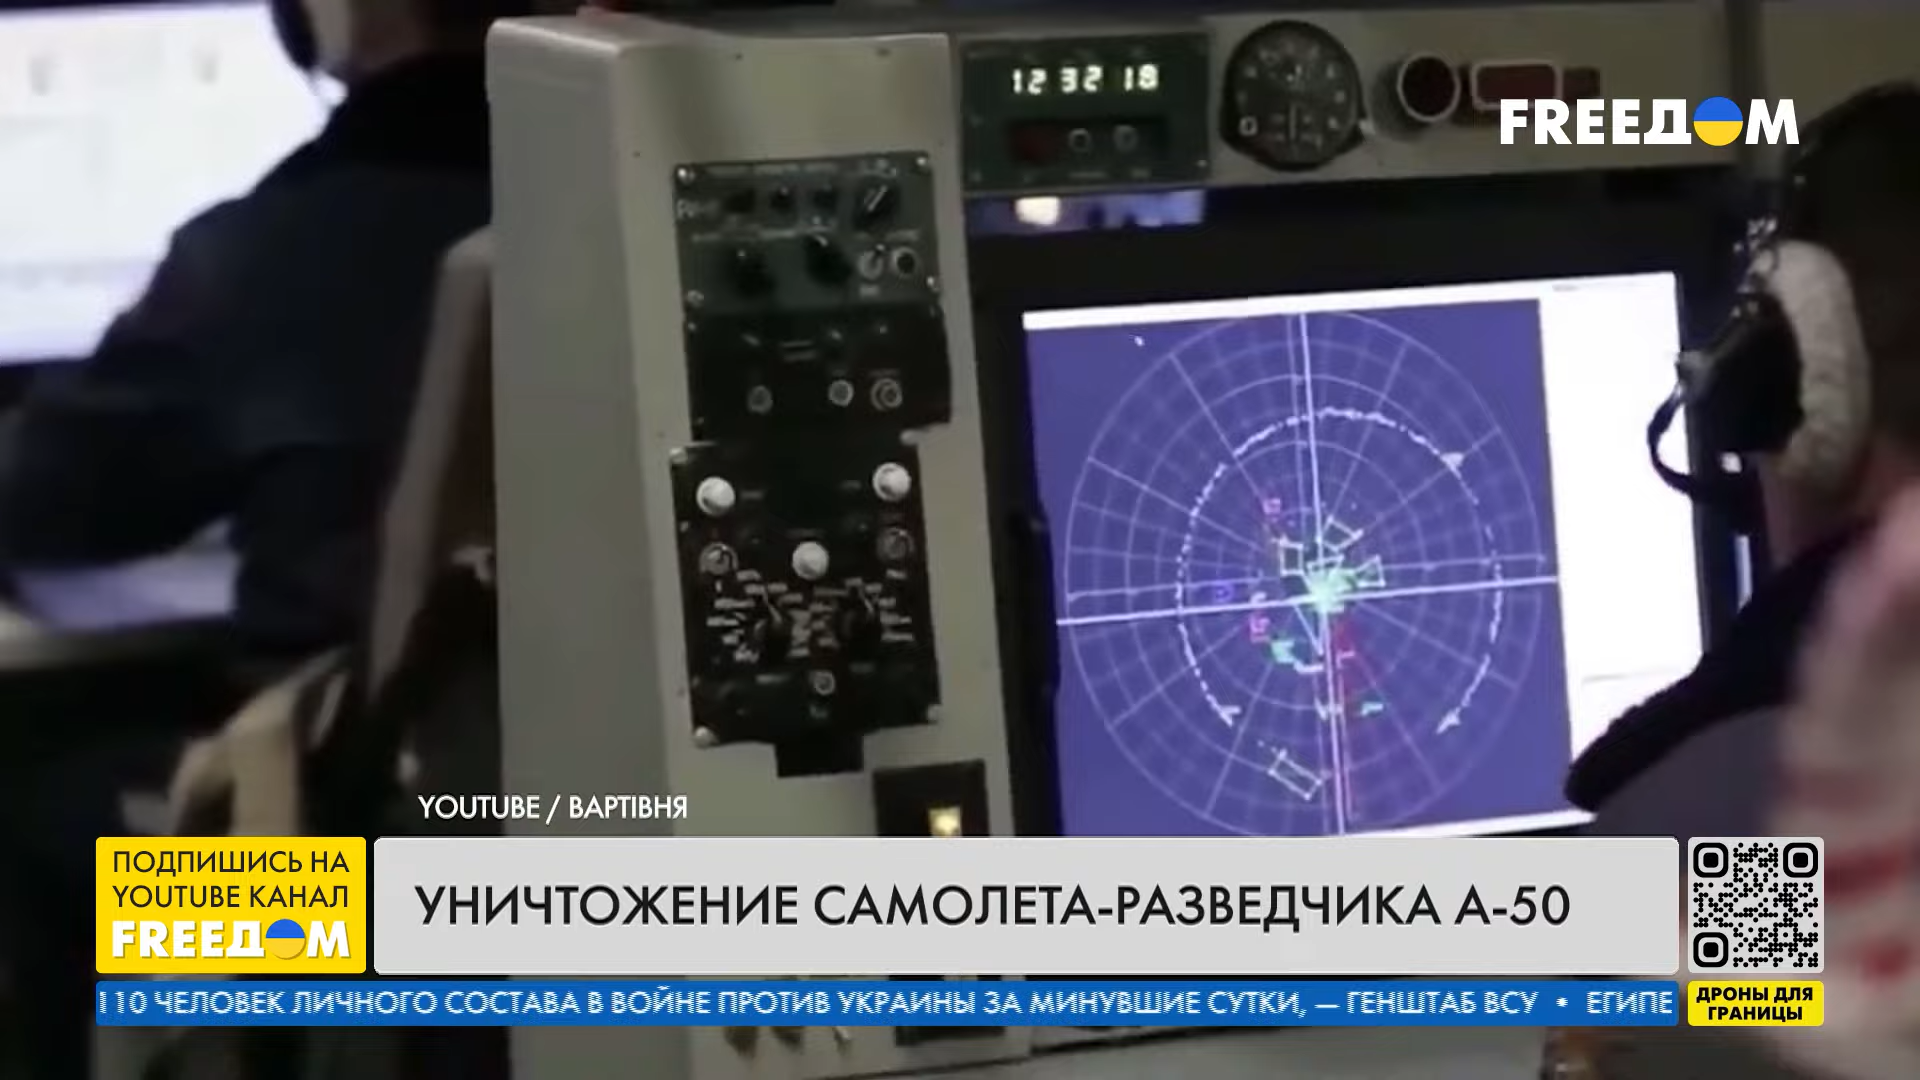 12 32 18
FREEДOM
YOUTUBE / ВАРТІВНЯ
ПОДПИШИСЬ НА
YOUTUBE КАНАЛ
FREEДOM
УНИЧТОЖЕНИЕ САМОЛЕТА-РАЗВЕДЧИКА А-50
110 ЧЕЛОВЕК ЛИЧНОГО СОСТАВА В ВОЙНЕ ПРОТИВ УКРАИНЫ ЗА МИНУВШИЕ СУТКИ, — ГЕНШТАБ ВСУ • ЕГИПЕ
ДРОНЫ ДЛЯ
ГРАНИЦЫ